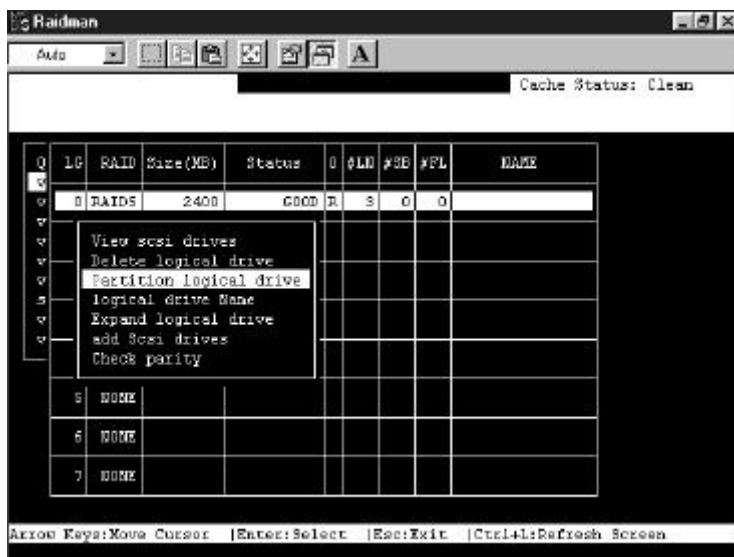 Raidman
Auto A
Cache Status: Clean
Q LG RAID Size(MB) Status O #LN #SB #FL NAME
v
v 0 RAID5 2400 GOOD R 3 0 0
v
v View scsi drives
v Delete logical drive
v Partition logical drive
s logical drive Name
v Expand logical drive
v add Scsi drives
Check parity
5 NONE
6 NONE
7 NONE
Arrow Keys:Move Cursor |Enter:Select |Esc:Exit |Ctrl+L:Refresh Screen